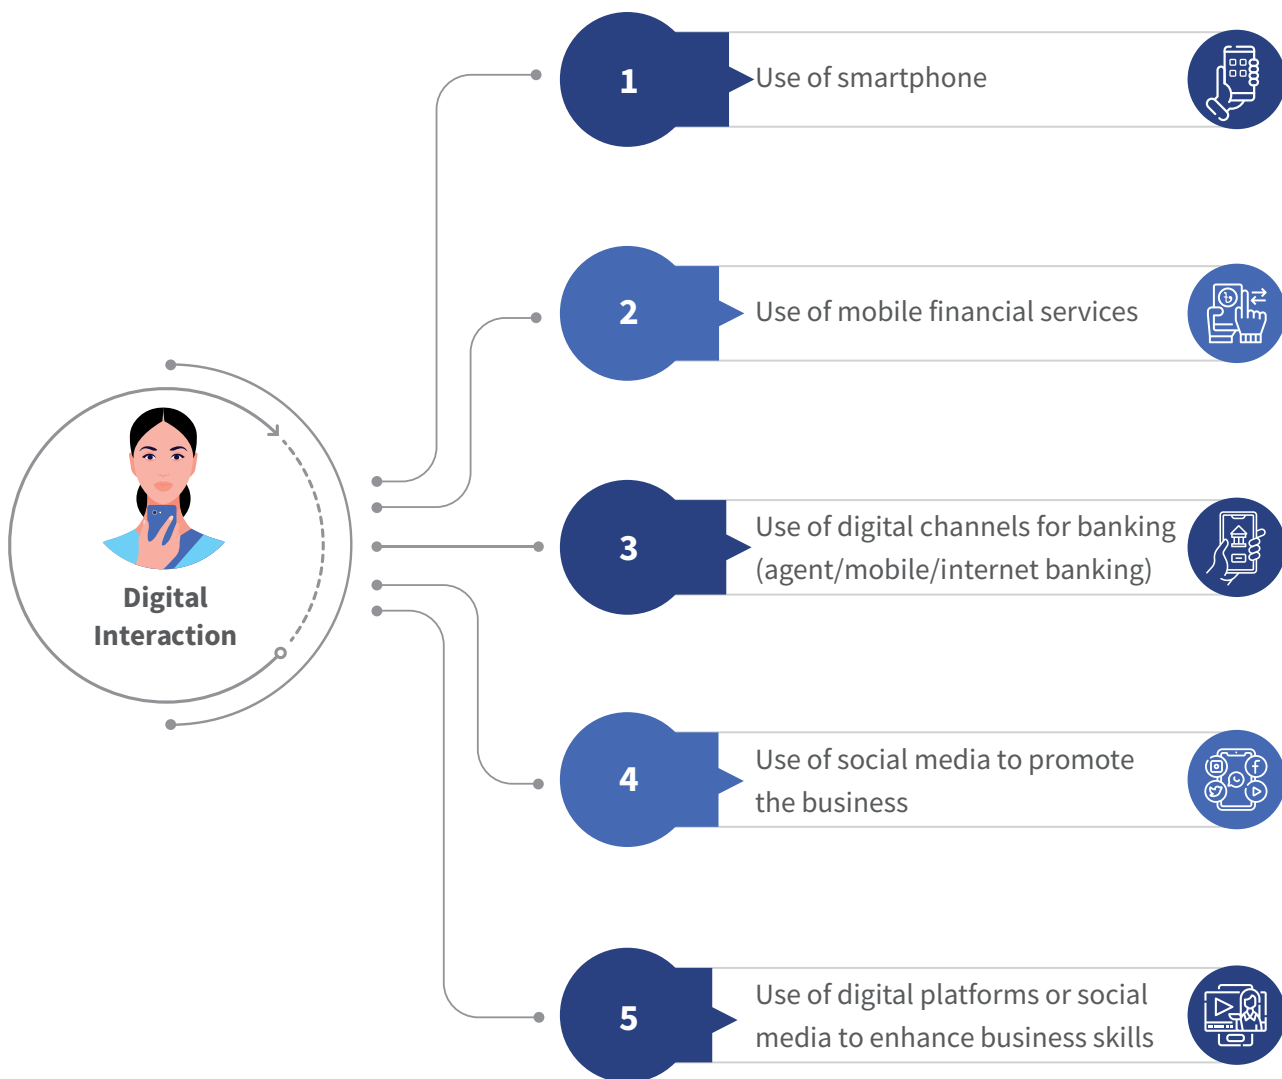 1
Use of smartphone
2
Use of mobile financial services
Digital
Interaction
3
Use of digital channels for banking
(agent/mobile/internet banking)
4
Use of social media to promote
the business
5
Use of digital platforms or social
media to enhance business skills